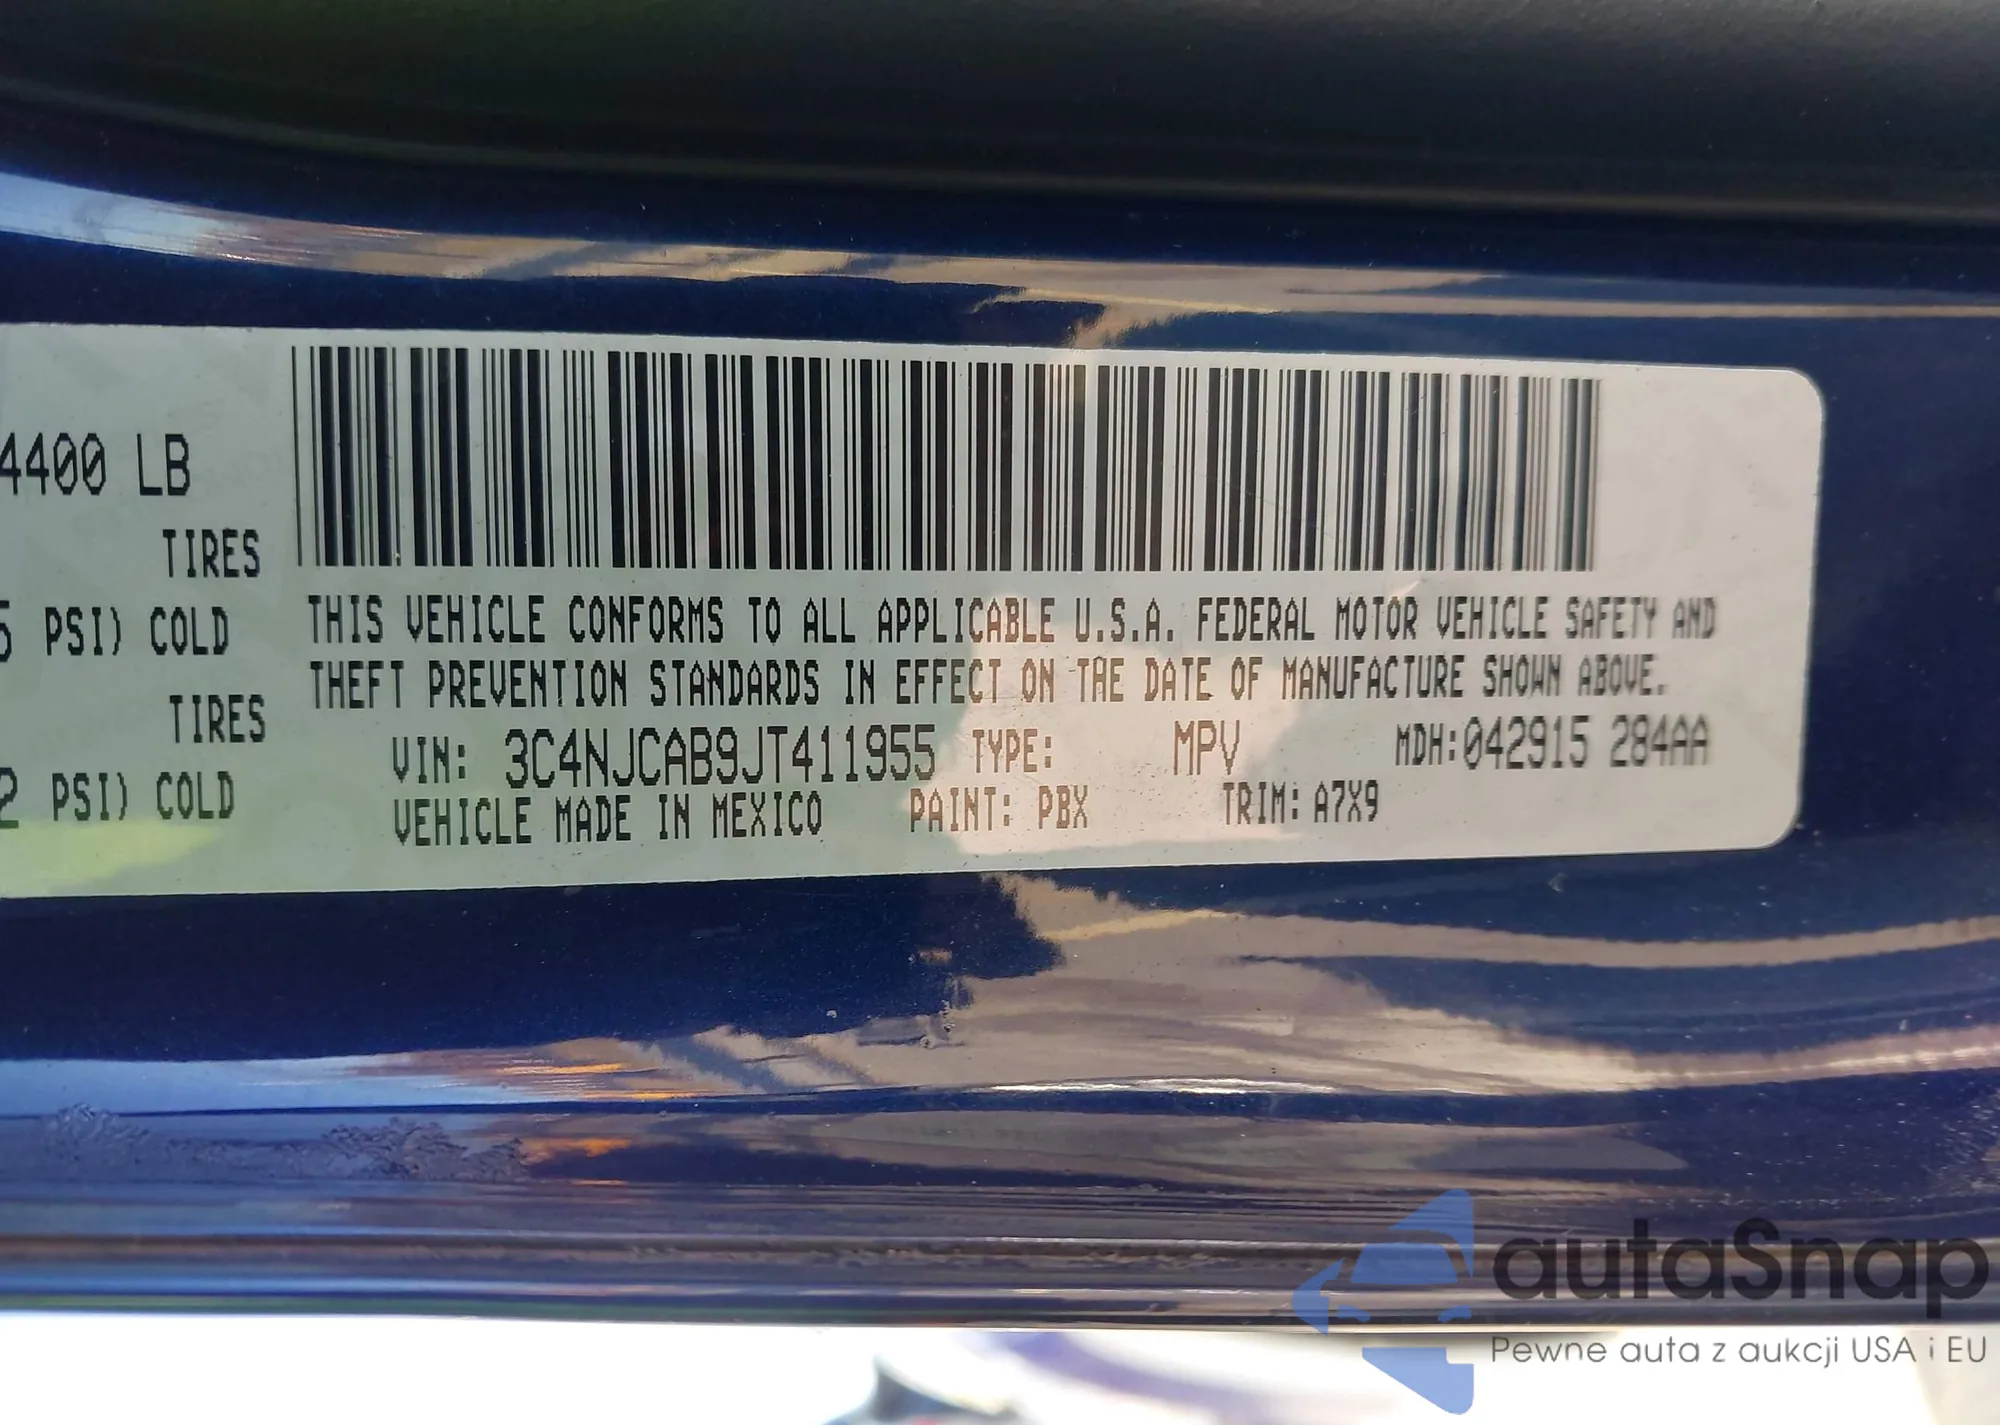 4400 LB
TIRES
5 PSI) COLD
TIRES
2 PSI) COLD
THIS VEHICLE CONFORMS TO ALL APPLICABLE U.S.A. FEDERAL MOTOR VEHICLE SAFETY AND
THEFT PREVENTION STANDARDS IN EFFECT ON THE DATE OF MANUFACTURE SHOWN ABOVE.
VIN: 3C4NJCAB9JT411955 TYPE: MPV MDH:042915 284AA
VEHICLE MADE IN MEXICO PAINT: PBX TRIM: A7X9
autaSnap
Pewne auta z aukcji USA i EU